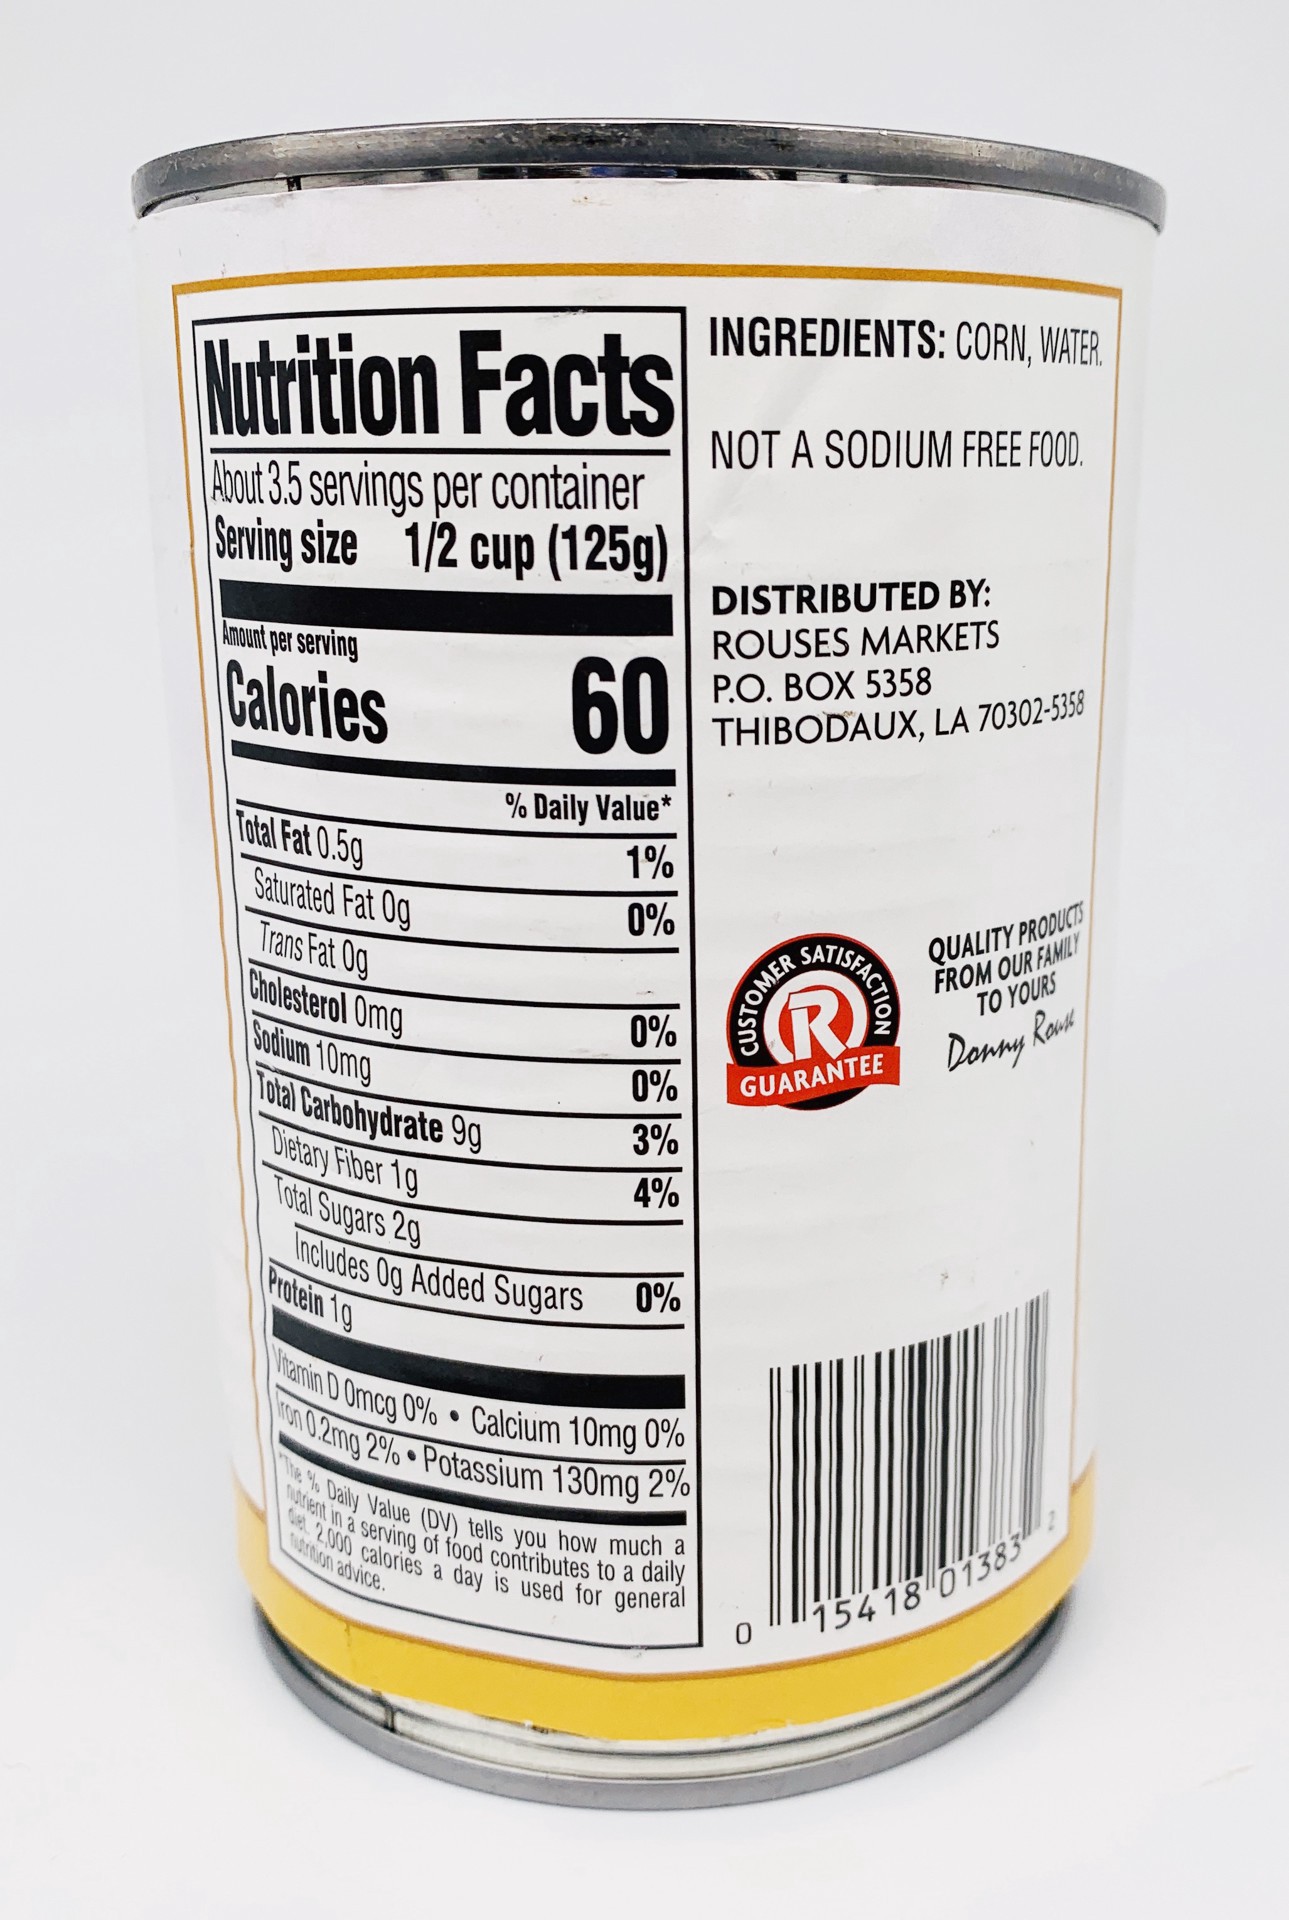 Nutrition Facts
About 3.5 servings per container
Serving size 1/2 cup (125g)
Amount per serving
Calories 60
% Daily Value*
Total Fat 0.5g 1%
Saturated Fat 0g 0%
Trans Fat 0g
Cholesterol 0mg 0%
Sodium 10mg 0%
Total Carbohydrate 9g 3%
Dietary Fiber 1g 4%
Total Sugars 2g
Includes 0g Added Sugars 0%
Protein 1g
Vitamin D 0mcg 0% • Calcium 10mg 0%
Iron 0.2mg 2% • Potassium 130mg 2%
*The % Daily Value (DV) tells you how much a
nutrient in a serving of food contributes to a daily
diet. 2,000 calories a day is used for general
nutrition advice.
INGREDIENTS: CORN, WATER.
NOT A SODIUM FREE FOOD.
DISTRIBUTED BY:
ROUSES MARKETS
P.O. BOX 5358
THIBODAUX, LA 70302-5358
CUSTOMER SATISFACTION
R
GUARANTEE
QUALITY PRODUCTS
FROM OUR FAMILY
TO YOURS
Donny Rouse
0 15418 01383 2